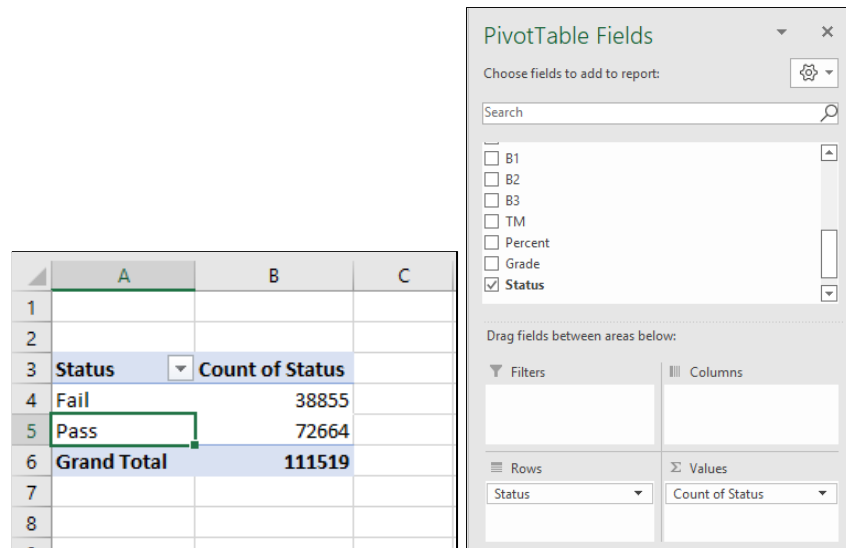 A B C
1
2
3 Status Count of Status
4 Fail 38855
5 Pass 72664
6 Grand Total 111519
7
8
PivotTable Fields
Choose fields to add to report:
Search
B1
B2
B3
TM
Percent
Grade
Status
Drag fields between areas below:
Filters
Columns
Rows
Σ Values
Status
Count of Status